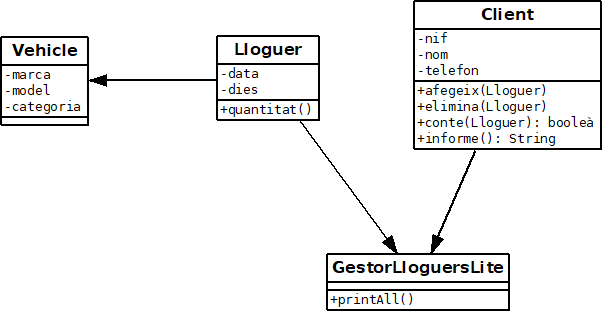 Vehicle
-marca
-model
-categoria
Lloguer
-data
-dies
+quantitat()
Client
-nif
-nom
-telefon
+afegeix(Lloguer)
+elimina(Lloguer)
+conte(Lloguer): booleà
+informe(): String
GestorLloguersLite
+printAll()